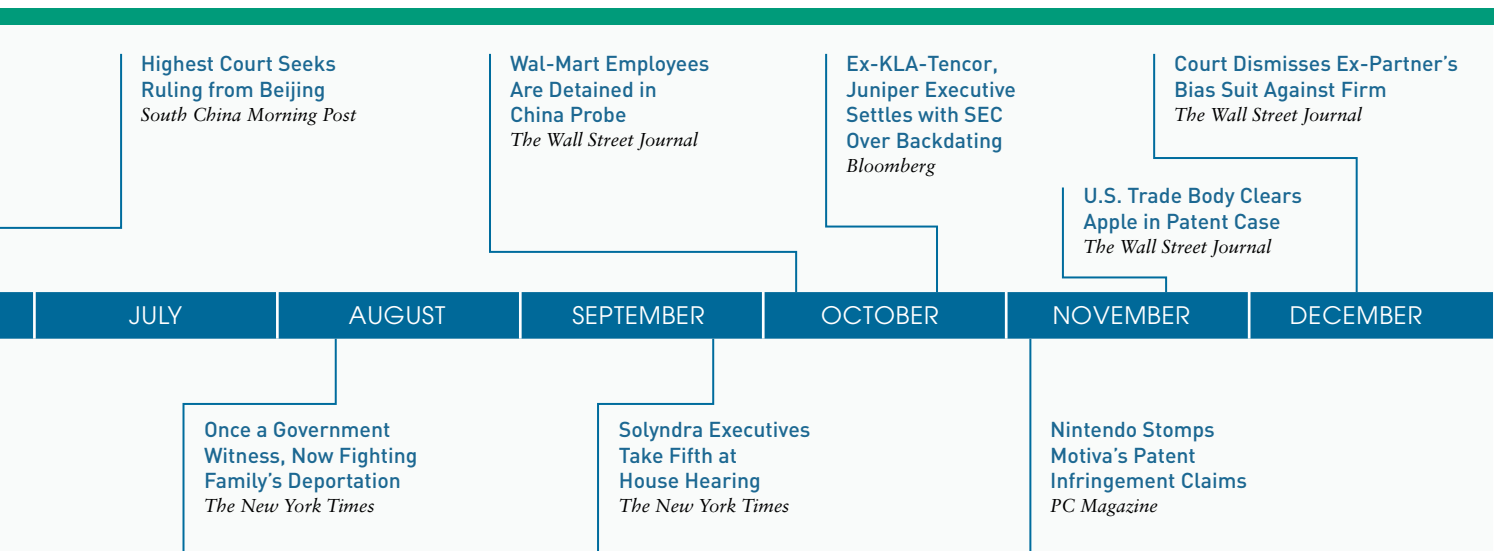 Highest Court Seeks
Ruling from Beijing
South China Morning Post
Wal-Mart Employees
Are Detained in
China Probe
The Wall Street Journal
Ex-KLA-Tencor,
Juniper Executive
Settles with SEC
Over Backdating
Bloomberg
Court Dismisses Ex-Partner’s
Bias Suit Against Firm
The Wall Street Journal
U.S. Trade Body Clears
Apple in Patent Case
The Wall Street Journal
JULY AUGUST SEPTEMBER OCTOBER NOVEMBER DECEMBER
Once a Government
Witness, Now Fighting
Family’s Deportation
The New York Times
Solyndra Executives
Take Fifth at
House Hearing
The New York Times
Nintendo Stomps
Motiva’s Patent
Infringement Claims
PC Magazine